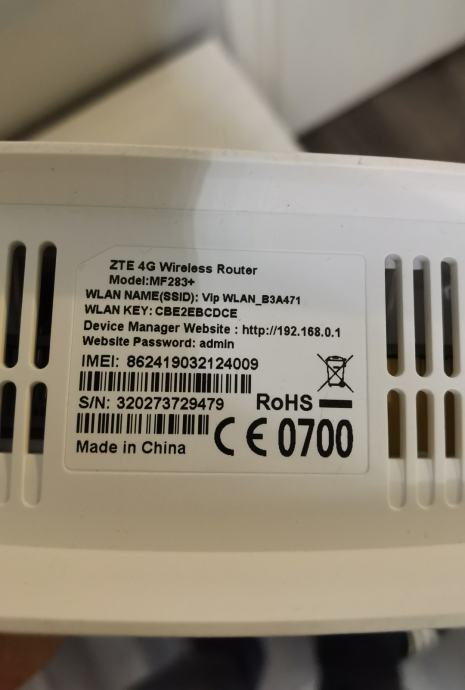 ZTE 4G Wireless Router
Model:MF283+
WLAN NAME(SSID): Vip WLAN_B3A471
WLAN KEY: CBE2EBCDCE
Device Manager Website : http://192.168.0.1
Website Password: admin
IMEI: 862419032124009
S/N: 320273729479
RoHS
CE 0700
Made in China